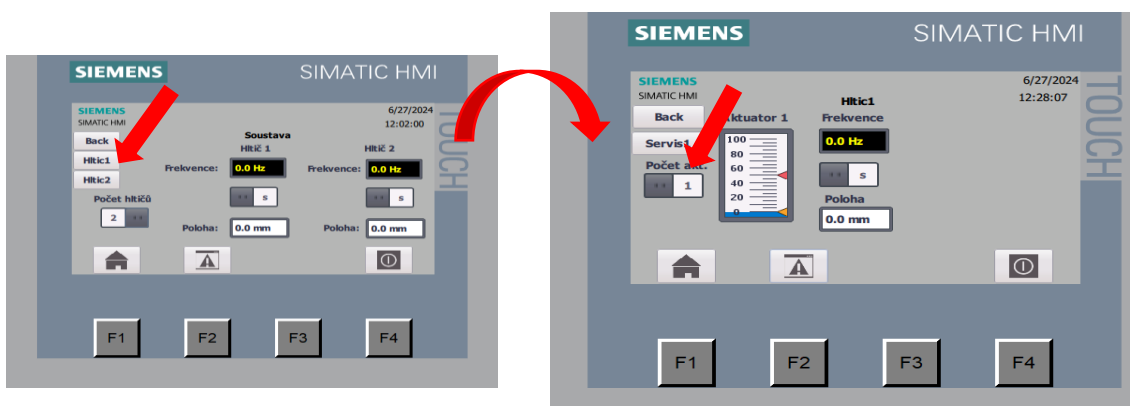 SIEMENS
SIMATIC HMI
TOUCH
SIEMENS
SIMATIC HMI
6/27/2024
12:02:00
Back
Hltic1
Hltic2
Počet hltičů
2
Soustava
Hltič 1
Hltič 2
Frekvence:
0.0 Hz
Frekvence:
0.0 Hz
s
s
Poloha:
0.0 mm
Poloha:
0.0 mm
F1
F2
F3
F4
SIEMENS
SIMATIC HMI
TOUCH
SIEMENS
SIMATIC HMI
6/27/2024
12:28:07
Back
Servis1
Počet akt.
1
100
80
60
40
20
0
Hltic1
Frekvence
0.0 Hz
s
Poloha
0.0 mm
F1
F2
F3
F4